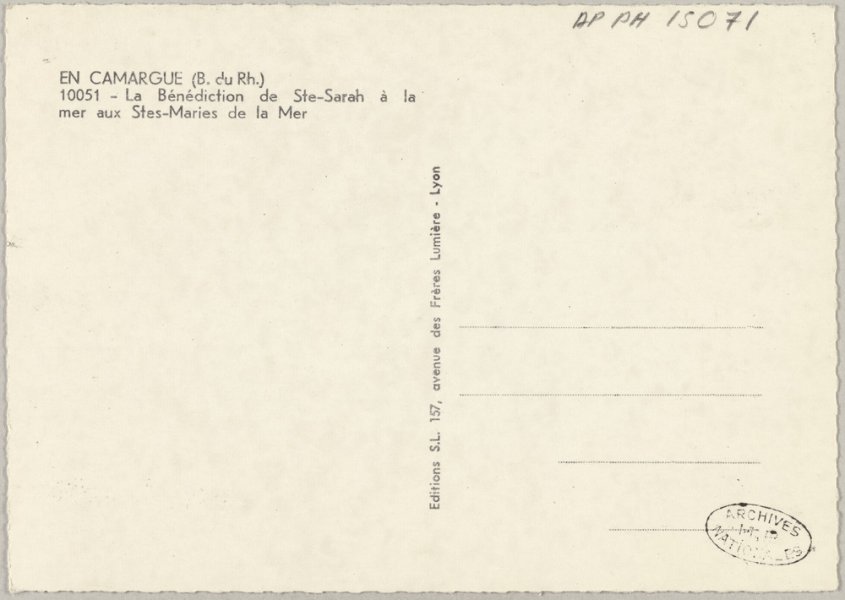 AP PH 15071
EN CAMARGUE (B. du Rh.)
10051 - La Bénédiction de Ste-Sarah à la
mer aux Stes-Maries de la Mer
Editions S.L. 157, avenue des Frères Lumière - Lyon
ARCHIVES
NATIONALES